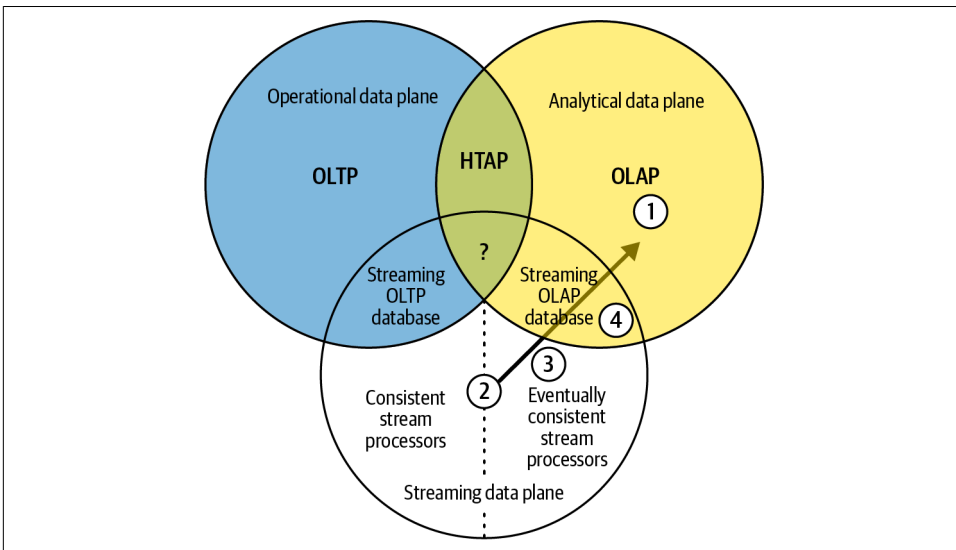 Operational data plane
Analytical data plane
HTAP
OLTP
OLAP
1
?
Streaming
OLTP
database
Streaming
OLAP
database
4
3
2
Consistent
stream
processors
Eventually
consistent
stream
processors
Streaming data plane